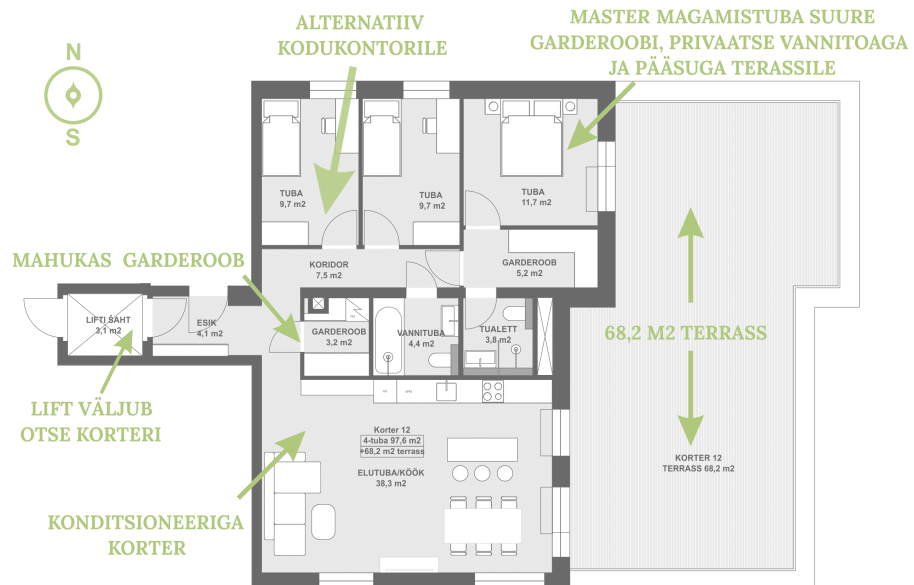 ALTERNATIIV
KODUKONTORILE
MASTER MAGAMISTUBA SUURE
GARDEROOBI, PRIVAATSE VANNITOAGA
JA PÄÄSUGA TERASSILE
N
S
TUBA
9,7 m2
TUBA
9,7 m2
TUBA
11,7 m2
MAHUKAS GARDEROOB
KORIDOR
7,5 m2
GARDEROOB
5,2 m2
LIFTI ŠAHT
3,1 m2
ESIK
4,1 m2
GARDEROOB
3,2 m2
VANNITUBA
4,4 m2
TUALETT
3,8 m2
68,2 M2 TERRASS
LIFT VÄLJUB
OTSE KORTERI
Korter 12
4-tuba 97,6 m2
+68,2 m2 terrass
ELUTUBA/KÖÖK
38,3 m2
KORTER 12
TERRASS 68,2 m2
KONDITSIONEERIGA
KORTER